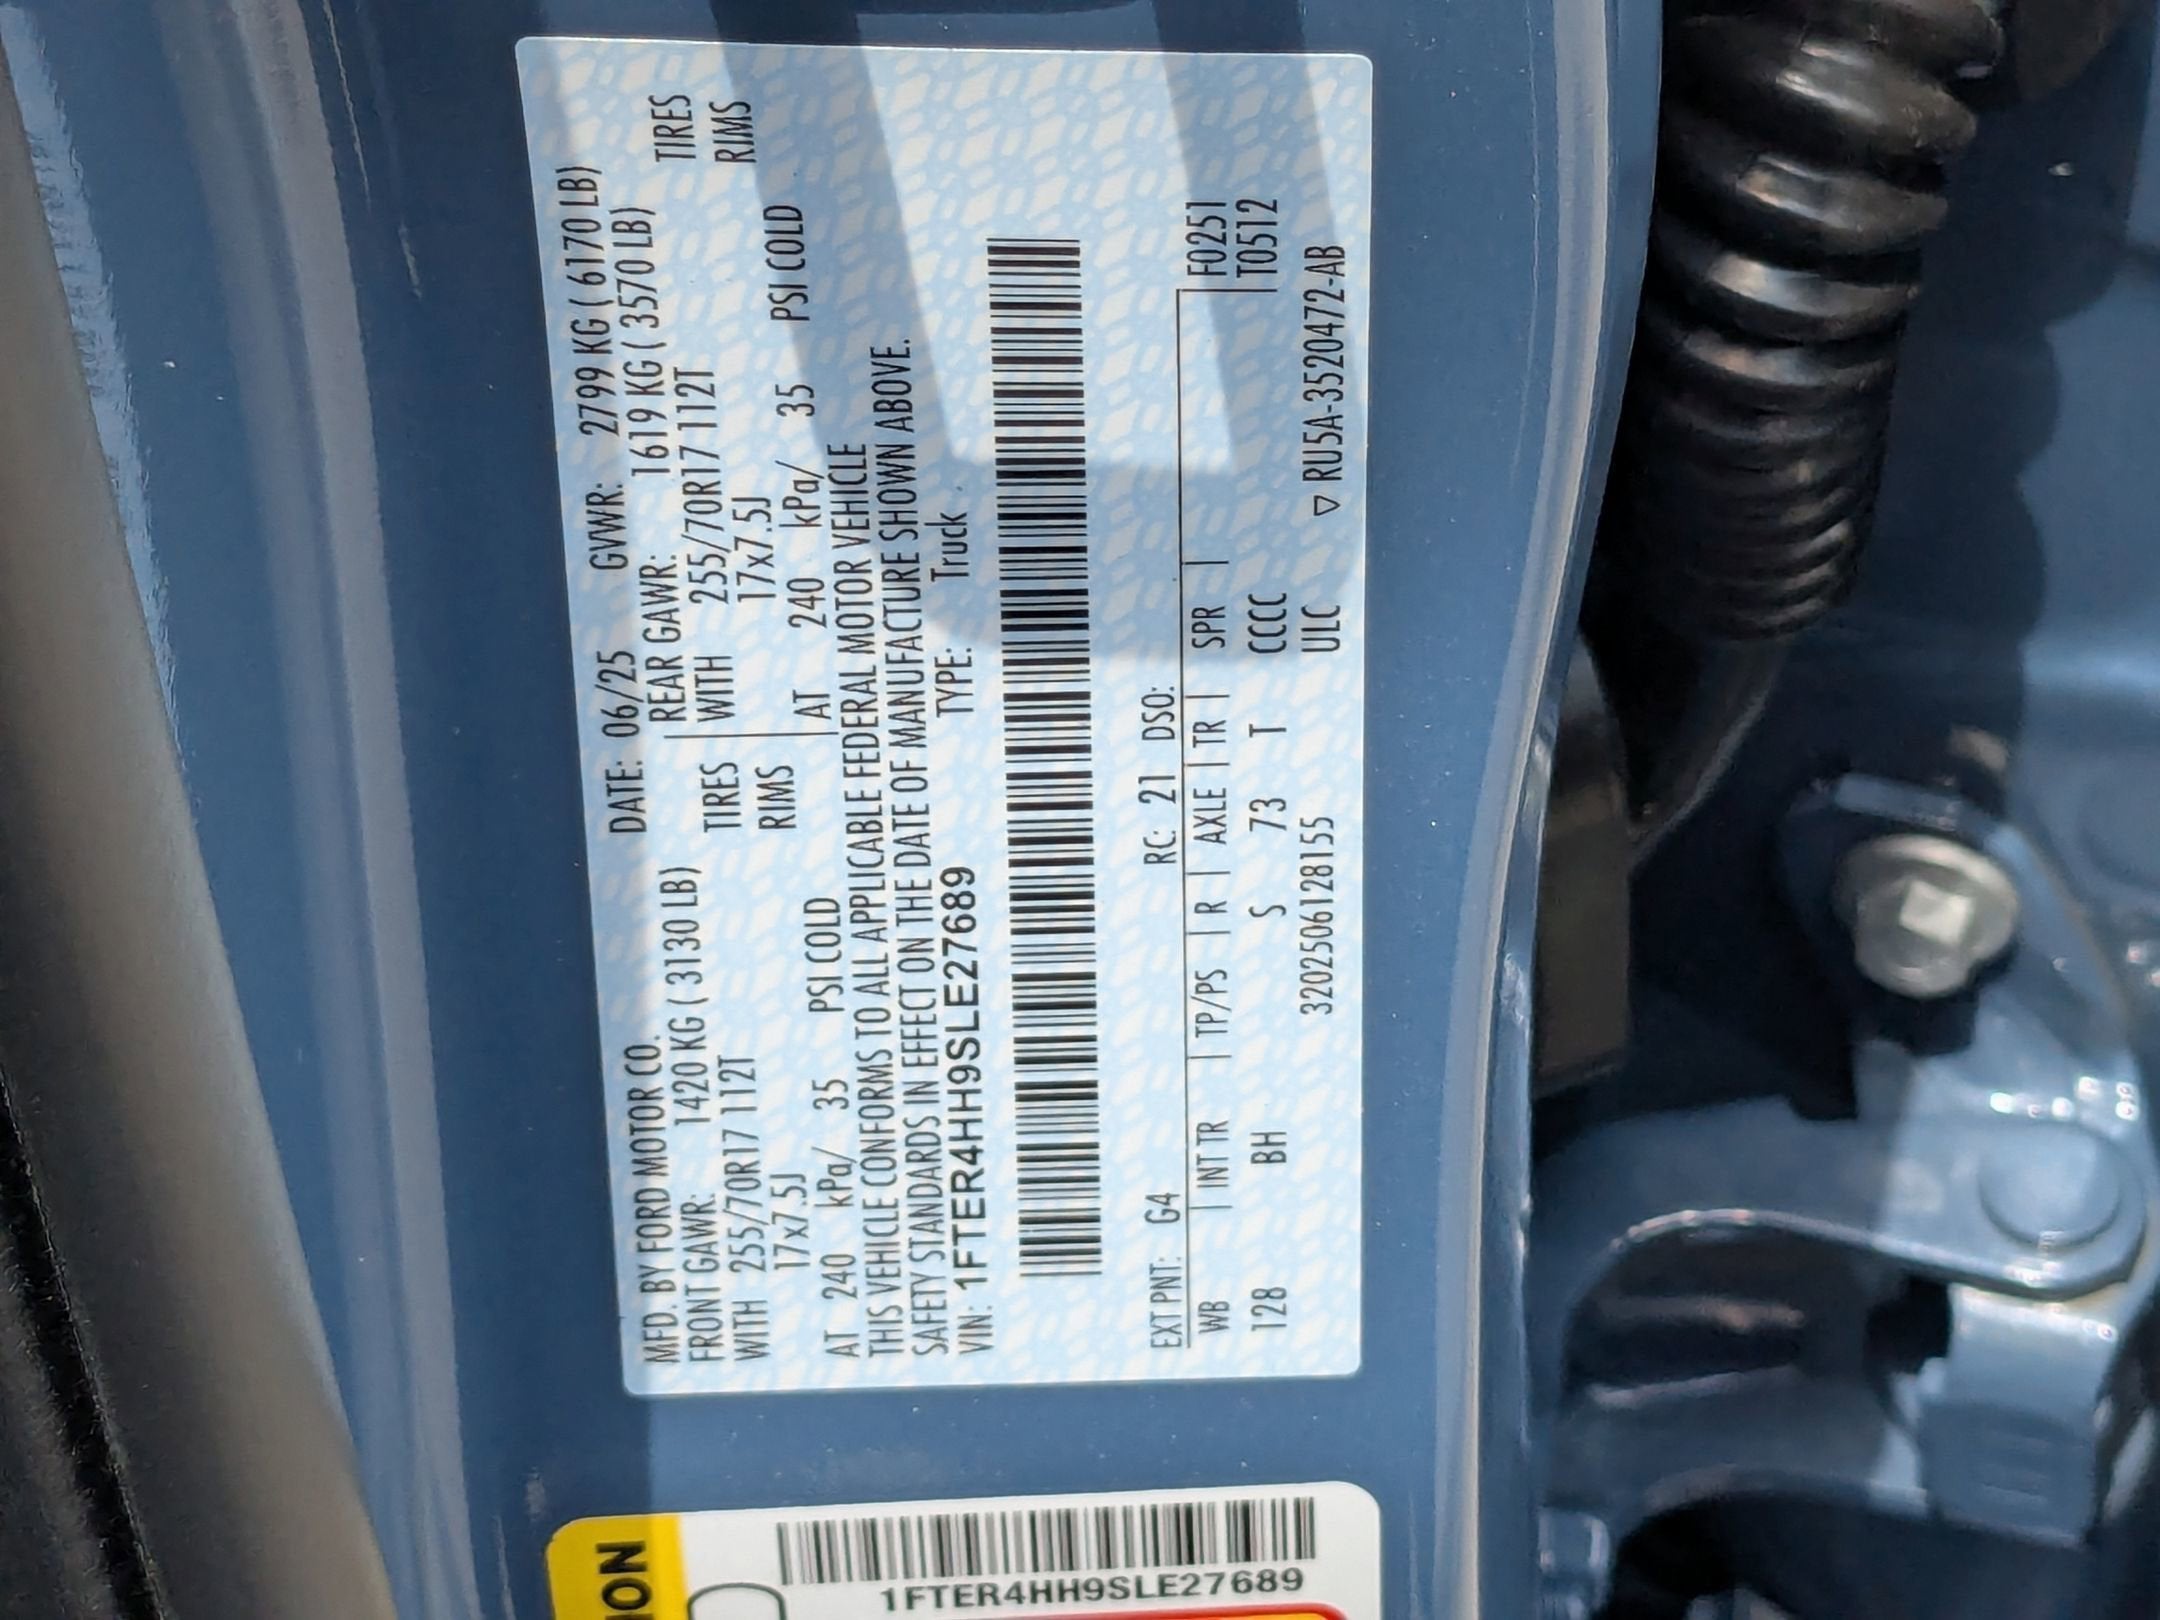 MFD. BY FORD MOTOR CO. DATE: 06/25 GVWR: 2799 KG ( 6170 LB)
FRONT GAWR: 1420 KG ( 3130 LB) REAR GAWR: 1619 KG ( 3570 LB)
WITH 255/70R17 112T TIRES WITH 255/70R17 112T TIRES
17x7.5J RIMS 17x7.5J RIMS
AT 240 kPa/ 35 PSI COLD AT 240 kPa/ 35 PSI COLD
THIS VEHICLE CONFORMS TO ALL APPLICABLE FEDERAL MOTOR VEHICLE
SAFETY STANDARDS IN EFFECT ON THE DATE OF MANUFACTURE SHOWN ABOVE.
VIN: 1FTER4HH9SLE27689 TYPE: Truck
EXT PNT: G4 RC: 21 DSO:
WB | INT TR | TP/PS | R | AXLE | TR | SPR | F0251
128 BH S 73 T CCCC T0512
3202506128155 ULC ▽ RU5A-3520472-AB
ION
1FTER4HH9SLE27689